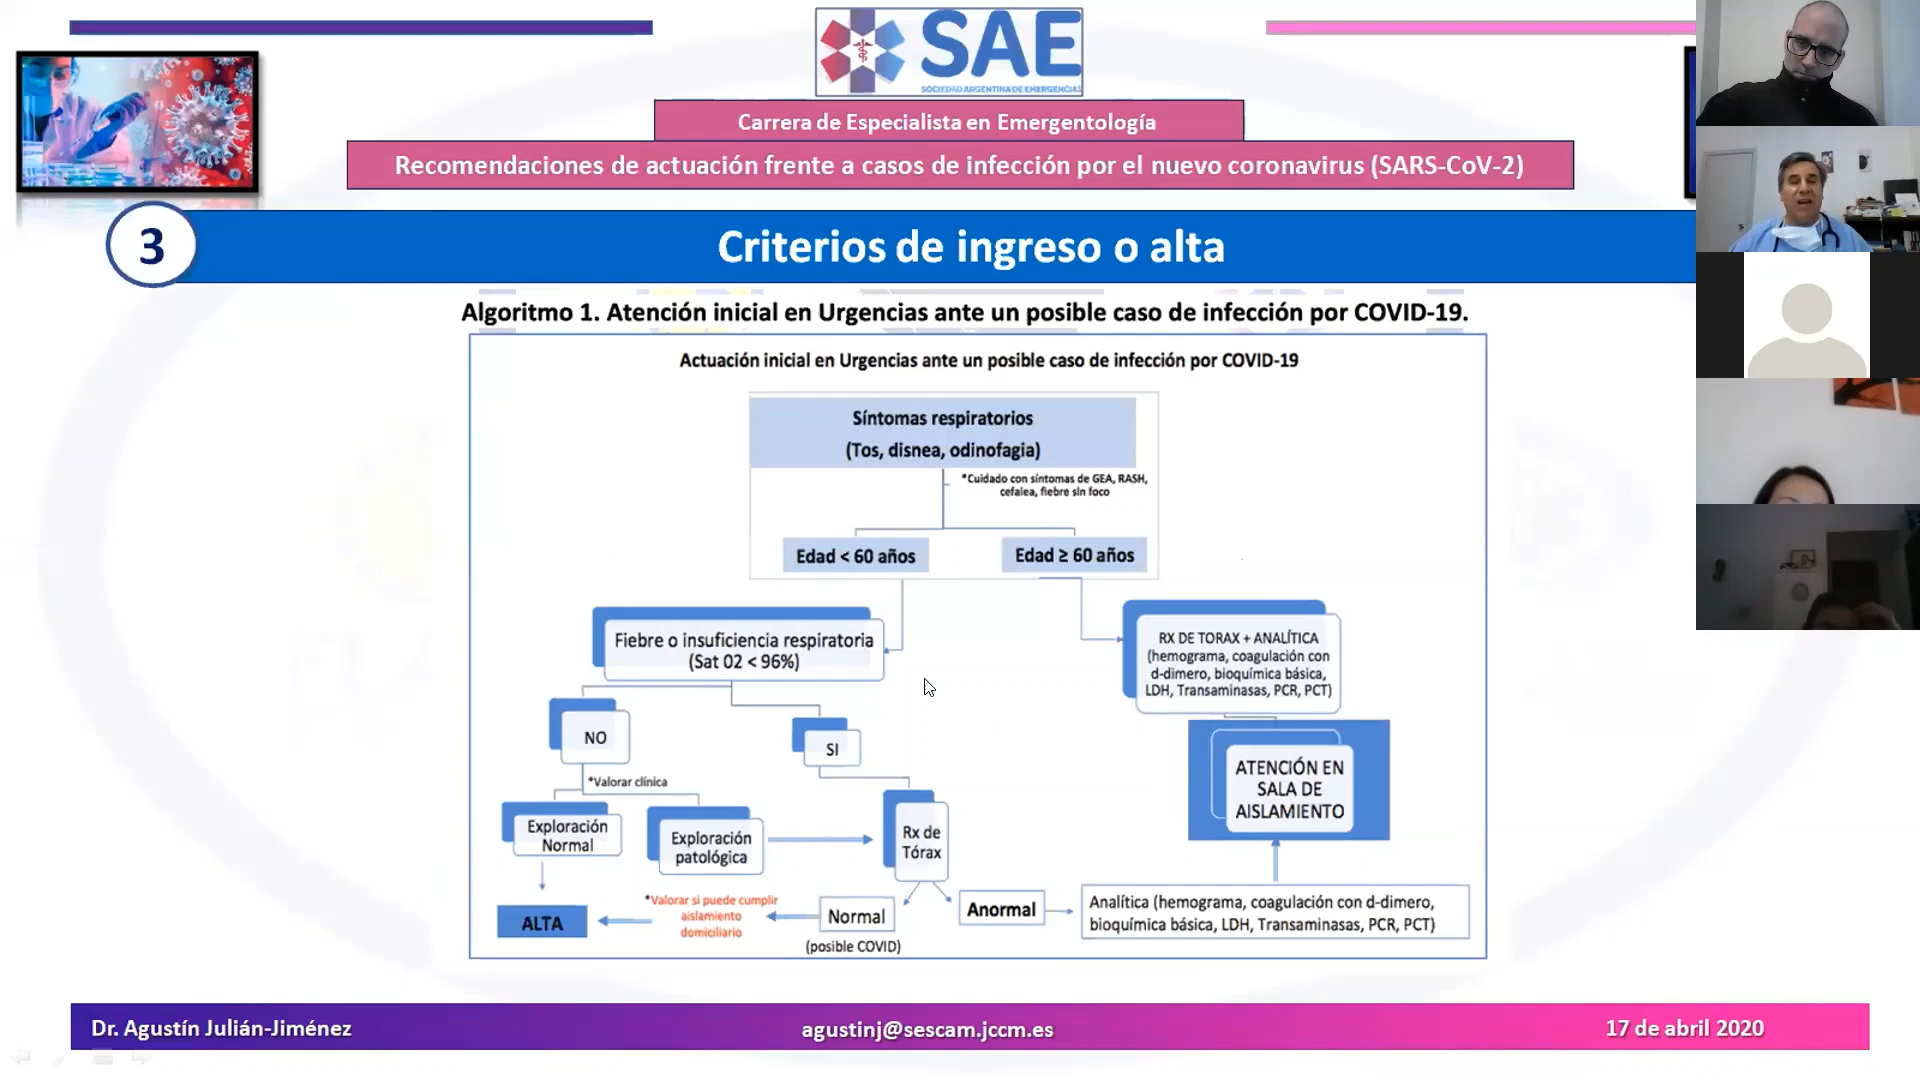 SAE
SOCIEDAD ARGENTINA DE EMERGENCIAS
Carrera de Especialista en Emergentología
Recomendaciones de actuación frente a casos de infección por el nuevo coronavirus (SARS-CoV-2)
3
Criterios de ingreso o alta
Algoritmo 1. Atención inicial en Urgencias ante un posible caso de infección por COVID-19.
Actuación inicial en Urgencias ante un posible caso de infección por COVID-19
Síntomas respiratorios
(Tos, disnea, odinofagia)
*Cuidado con síntomas de GEA, RASH,
cefalea, fiebre sin foco
Edad < 60 años
Edad ≥ 60 años
Fiebre o insuficiencia respiratoria
(Sat 02 < 96%)
RX DE TORAX + ANALÍTICA
(hemograma, coagulación con
d-dimero, bioquímica básica,
LDH, Transaminasas, PCR, PCT)
NO
SI
*Valorar clínica
ATENCIÓN EN
SALA DE
AISLAMIENTO
Exploración
Normal
Exploración
patológica
Rx de
Tórax
ALTA
*Valorar si puede cumplir
aislamiento
domiciliario
Normal
(posible COVID)
Anormal
Analítica (hemograma, coagulación con d-dimero,
bioquímica básica, LDH, Transaminasas, PCR, PCT)
Dr. Agustín Julián-Jiménez
agustinj@sescam.jccm.es
17 de abril 2020